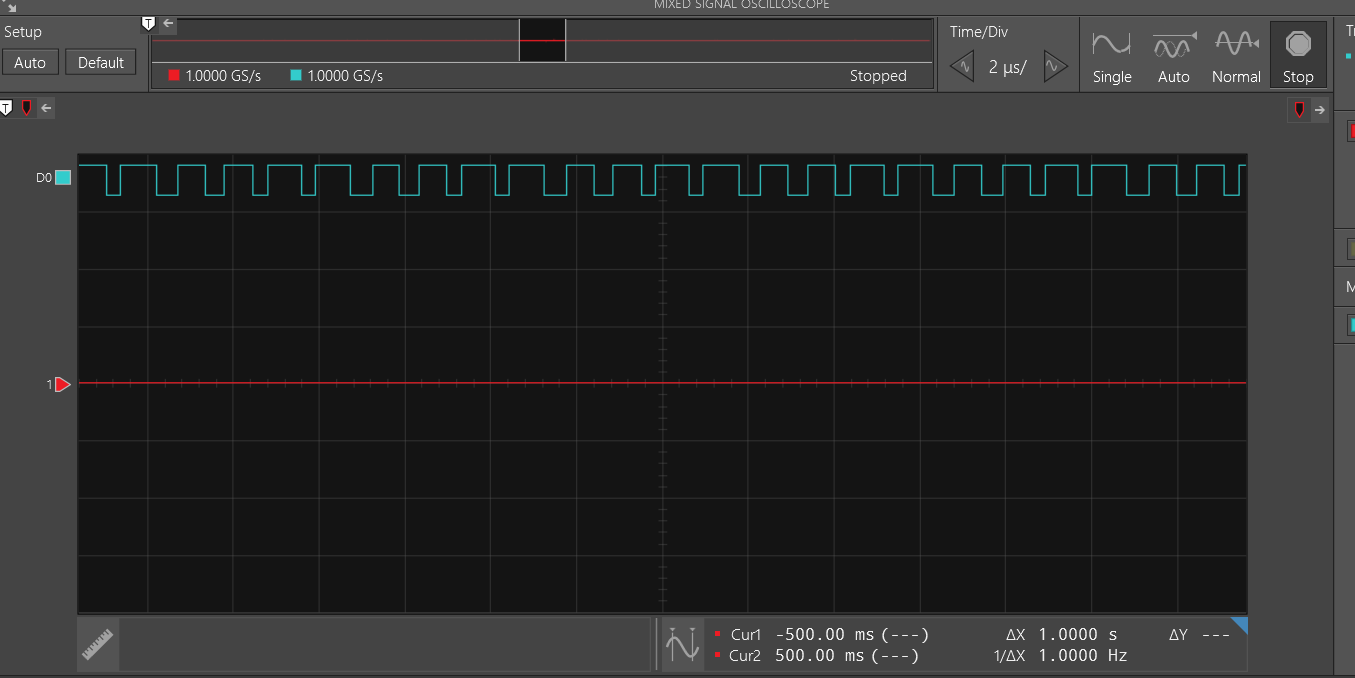 MIXED SIGNAL OSCILLOSCOPE
Setup
Auto
Default
T
1.0000 GS/s
1.0000 GS/s
Stopped
Time/Div
2 µs/
Single
Auto
Normal
Stop
T
D0
1
Cur1 -500.00 ms (---)
ΔX 1.0000 s
ΔY ---
Cur2 500.00 ms (---)
1/ΔX 1.0000 Hz